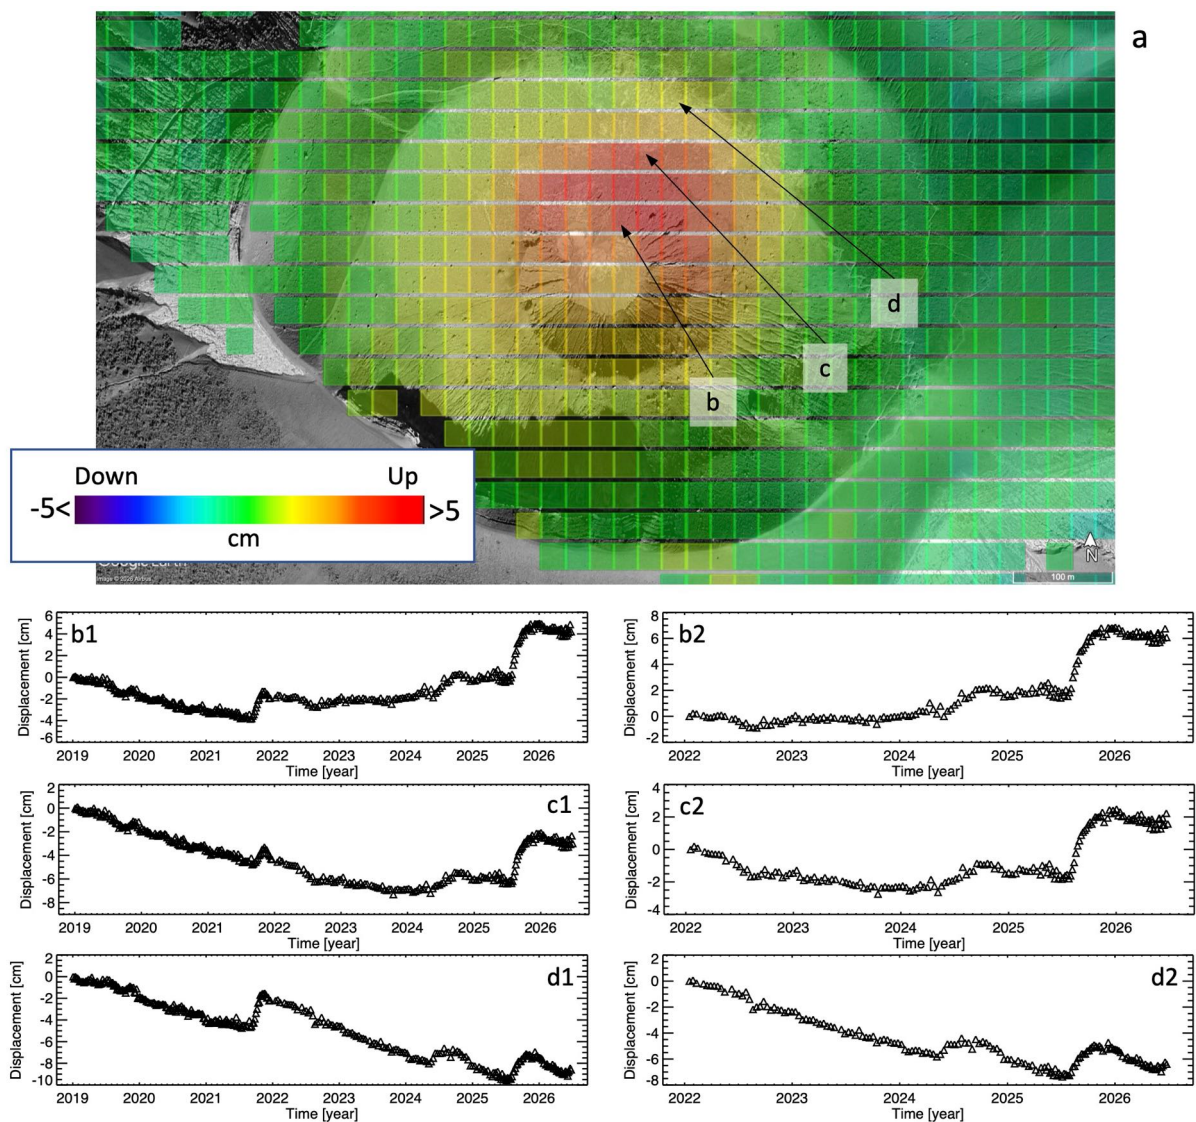 a
d
c
b
Down Up
-5< >5
cm
Google Earth
Image © 2026 Airbus
N
100 m
b1
6
4
2
0
-2
-4
-6
Displacement [cm]
2019 2020 2021 2022 2023 2024 2025 2026
Time [year]
b2
8
6
4
2
0
-2
Displacement [cm]
2022 2023 2024 2025 2026
Time [year]
c1
2
0
-2
-4
-6
-8
Displacement [cm]
2019 2020 2021 2022 2023 2024 2025 2026
Time [year]
c2
4
2
0
-2
-4
Displacement [cm]
2022 2023 2024 2025 2026
Time [year]
d1
2
0
-2
-4
-6
-8
-10
Displacement [cm]
2019 2020 2021 2022 2023 2024 2025 2026
Time [year]
d2
2
0
-2
-4
-6
-8
Displacement [cm]
2022 2023 2024 2025 2026
Time [year]